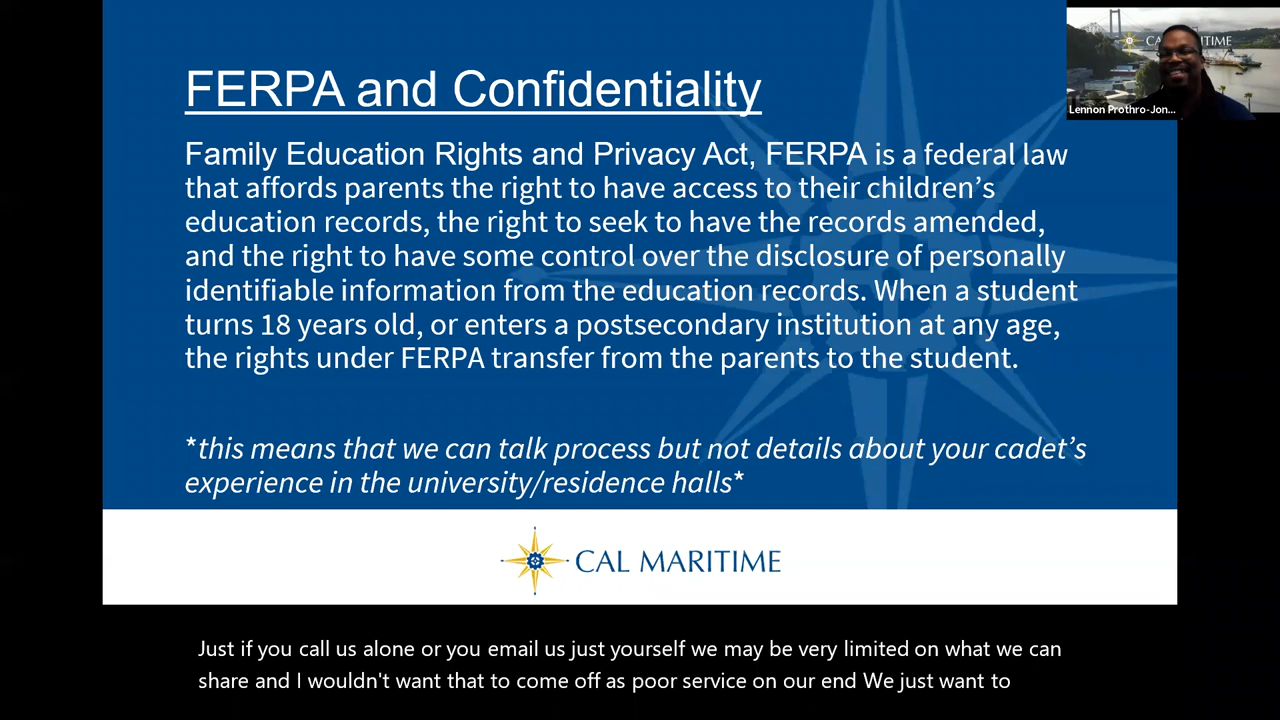 FERPA and Confidentiality
Family Education Rights and Privacy Act, FERPA is a federal law
that affords parents the right to have access to their children’s
education records, the right to seek to have the records amended,
and the right to have some control over the disclosure of personally
identifiable information from the education records. When a student
turns 18 years old, or enters a postsecondary institution at any age,
the rights under FERPA transfer from the parents to the student.
*this means that we can talk process but not details about your cadet’s
experience in the university/residence halls*
CAL MARITIME
Lennon Prothro-Jon...
Just if you call us alone or you email us just yourself we may be very limited on what we can
share and I wouldn't want that to come off as poor service on our end We just want to